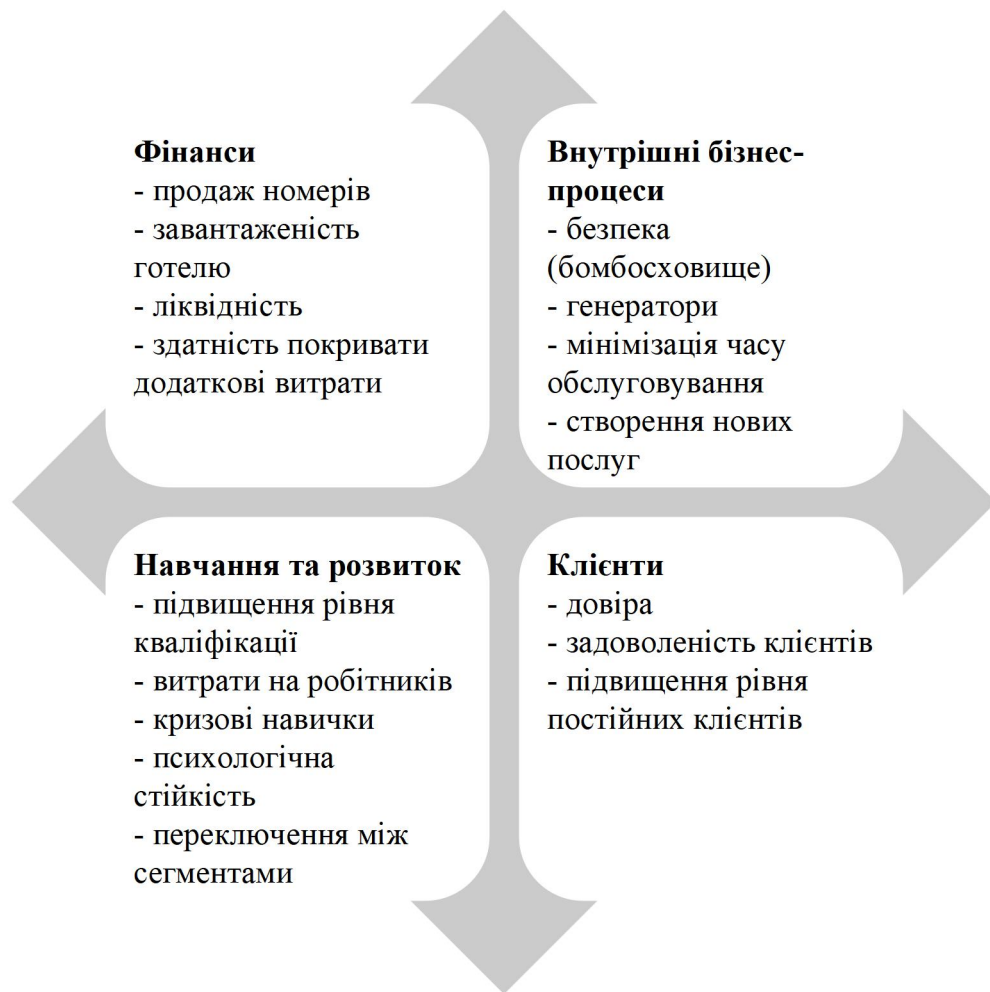 Фінанси
- продаж номерів
- завантаженість
готелю
- ліквідність
- здатність покривати
додаткові витрати
Внутрішні бізнес-
процеси
- безпека
(бомбосховище)
- генератори
- мінімізація часу
обслуговування
- створення нових
послуг
Навчання та розвиток
- підвищення рівня
кваліфікації
- витрати на робітників
- кризові навички
- психологічна
стійкість
- переключення між
сегментами
Клієнти
- довіра
- задоволеність клієнтів
- підвищення рівня
постійних клієнтів